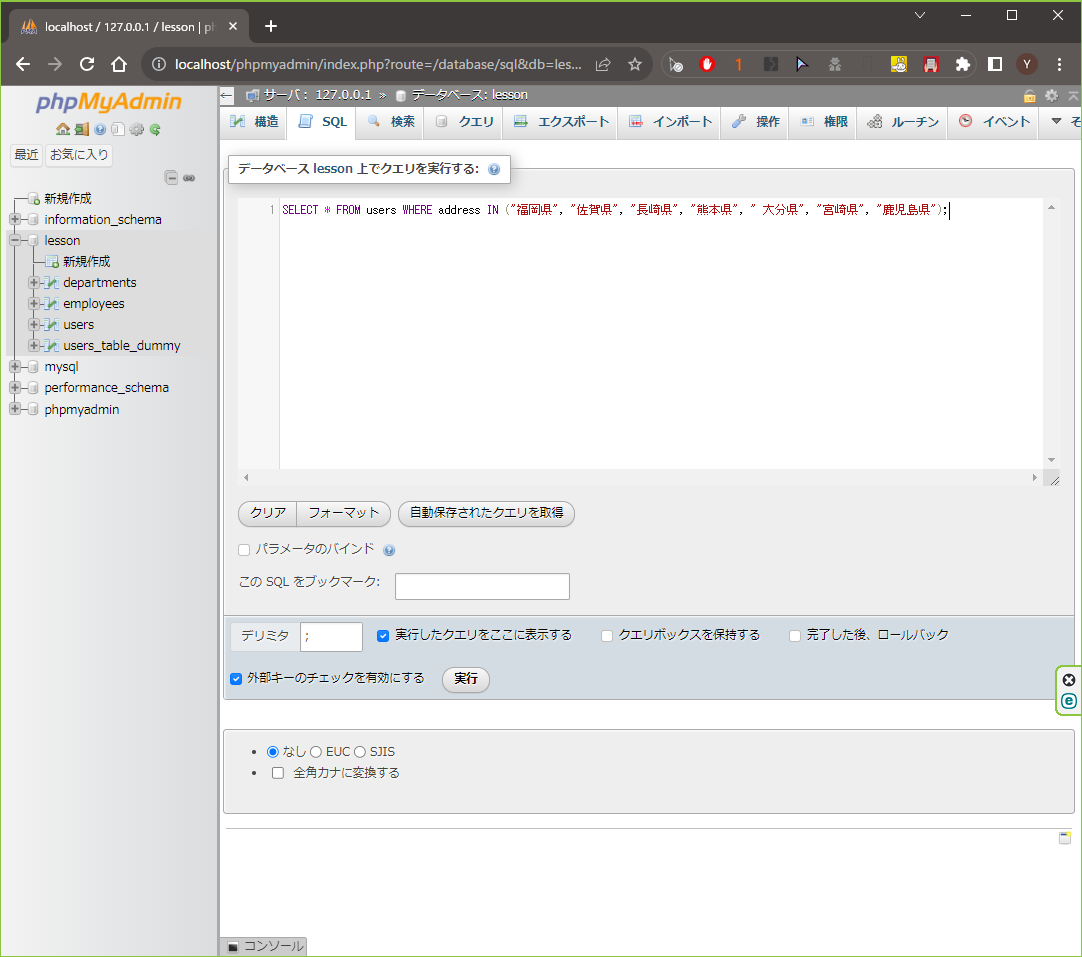 localhost / 127.0.0.1 / lesson | ph
localhost/phpmyadmin/index.php?route=/database/sql&db=les...
phpMyAdmin
最近 お気に入り
新規作成
information_schema
lesson
新規作成
departments
employees
users
users_table_dummy
mysql
performance_schema
phpmyadmin
サーバ: 127.0.0.1 » データベース: lesson
構造 SQL 検索 クエリ エクスポート インポート 操作 権限 ルーチン イベント そ
データベース lesson 上でクエリを実行する:
1 SELECT * FROM users WHERE address IN ("福岡県", "佐賀県", "長崎県", "熊本県", " 大分県", "宮崎県", "鹿児島県");
クリア フォーマット 自動保存されたクエリを取得
パラメータのバインド
この SQL をブックマーク:
デリミタ ; 実行したクエリをここに表示する クエリボックスを保持する 完了した後、ロールバック
外部キーのチェックを有効にする 実行
なし EUC SJIS
全角カナに変換する
コンソール